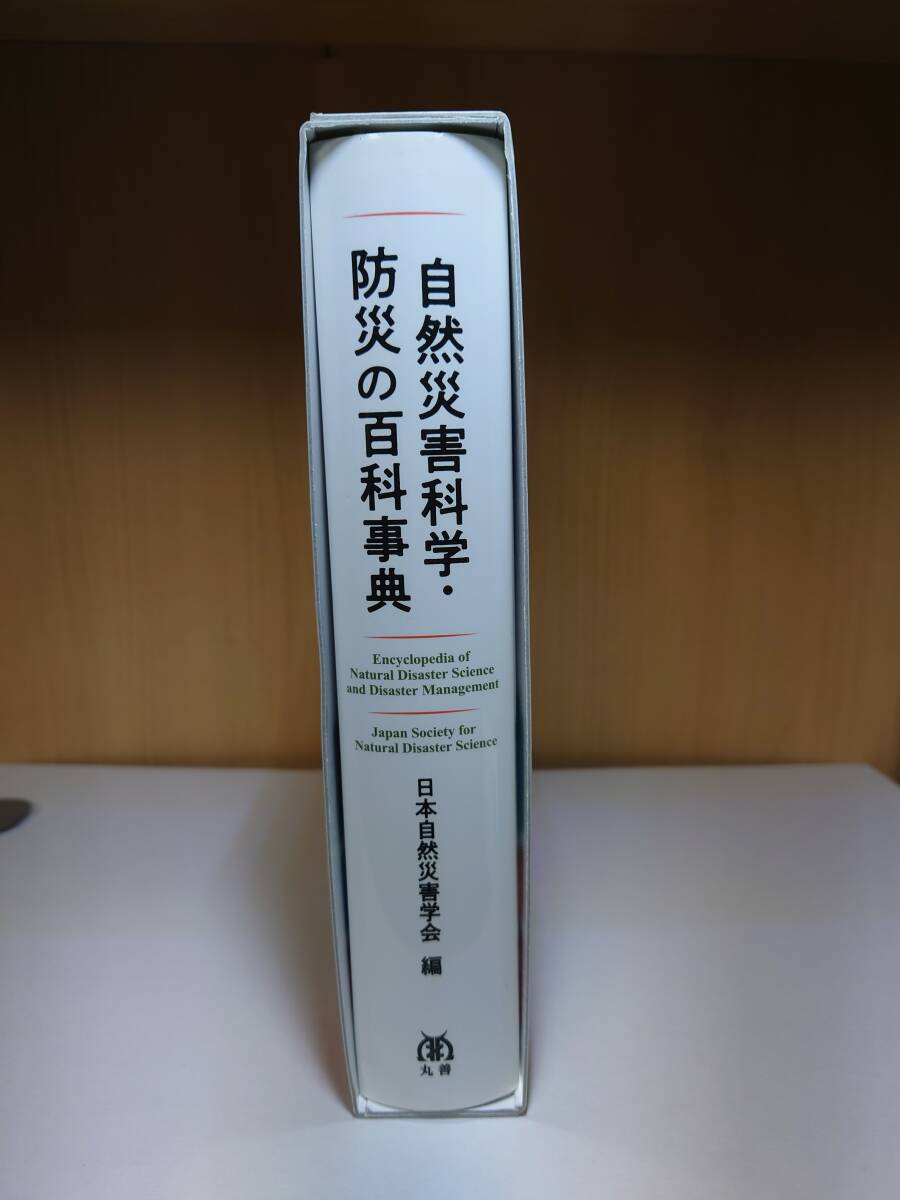 自然災害科学・
防災の百科事典
Encyclopedia of
Natural Disaster Science
and Disaster Management
Japan Society for
Natural Disaster Science
日本自然災害学会 編
丸善